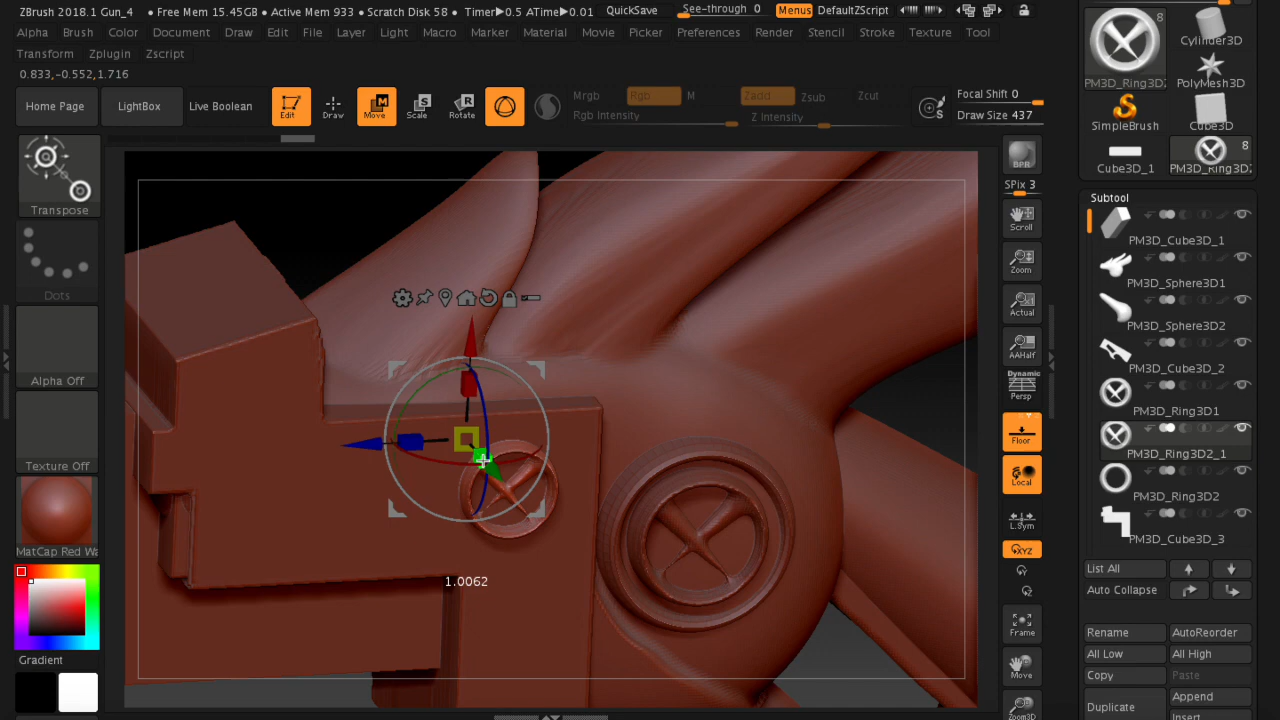 ZBrush 2018.1 Gun_4 • Free Mem 15.45GB • Active Mem 933 • Scratch Disk 58 • Timer▶0.5 ATime▶0.01 QuickSave See-through 0 Menus DefaultZScript
Alpha Brush Color Document Draw Edit File Layer Light Macro Marker Material Movie Picker Preferences Render Stencil Stroke Texture Tool
Transform Zplugin Zscript
0.833,-0.552,1.716
Home Page LightBox Live Boolean Edit Draw Move Scale Rotate Mrgb Rgb M Zadd Zsub Zcut
Rgb Intensity Z Intensity
Focal Shift 0
Draw Size 437
Transpose
Dots
Alpha Off
Texture Off
MatCap Red Wa
Gradient
1.0062
BPR
SPix 3
Scroll
Zoom
Actual
AAHalf
Dynamic
Persp
Floor
Local
L.Sym
XYZ
Frame
Move
Zoom3D
8
PM3D_Ring3D2
Cylinder3D
PolyMesh3D
SimpleBrush
Cube3D
Cube3D_1
8
PM3D_Ring3D2
Subtool
PM3D_Cube3D_1
PM3D_Sphere3D1
PM3D_Sphere3D2
PM3D_Cube3D_2
PM3D_Ring3D1
PM3D_Ring3D2_1
PM3D_Ring3D2
PM3D_Cube3D_3
List All
Auto Collapse
Rename AutoReorder
All Low All High
Copy Paste
Duplicate Append
Insert